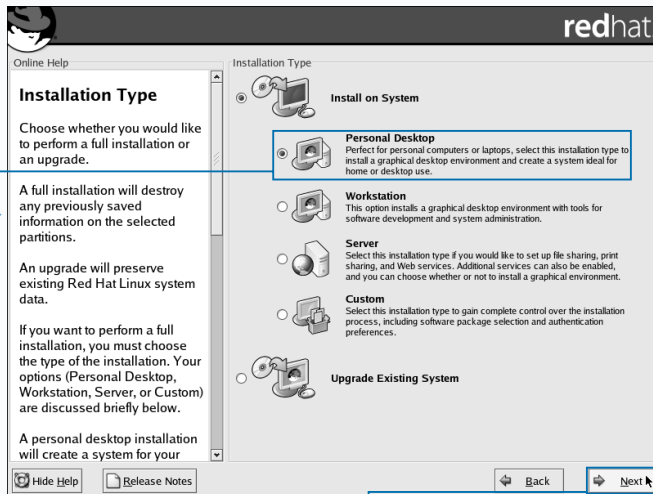 redhat
Online Help
Installation Type
Choose whether you would like
to perform a full installation or
an upgrade.
A full installation will destroy
any previously saved
information on the selected
partitions.
An upgrade will preserve
existing Red Hat Linux system
data.
If you want to perform a full
installation, you must choose
the type of the installation. Your
options (Personal Desktop,
Workstation, Server, or Custom)
are discussed briefly below.
A personal desktop installation
will create a system for your
Installation Type
Install on System
Personal Desktop
Perfect for personal computers or laptops, select this installation type to
install a graphical desktop environment and create a system ideal for
home or desktop use.
Workstation
This option installs a graphical desktop environment with tools for
software development and system administration.
Server
Select this installation type if you would like to set up file sharing, print
sharing, and Web services. Additional services can also be enabled,
and you can choose whether or not to install a graphical environment.
Custom
Select this installation type to gain complete control over the installation
process, including software package selection and authentication
preferences.
Upgrade Existing System
Hide Help
Release Notes
Back
Next